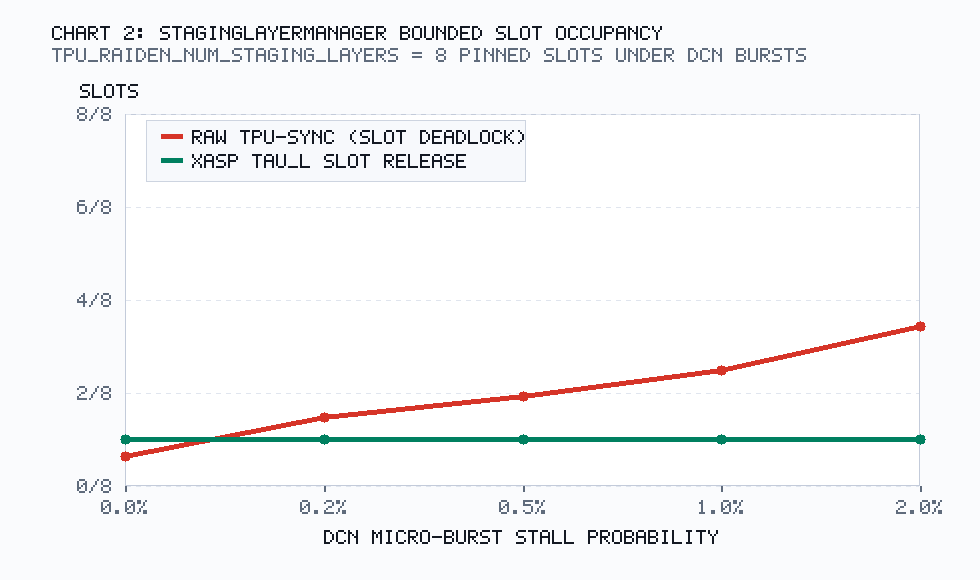 CHART 2: STAGINGLAYERMANAGER BOUNDED SLOT OCCUPANCY
TPU_RAIDEN_NUM_STAGING_LAYERS = 8 PINNED SLOTS UNDER DCN BURSTS
SLOTS
8/8
RAW TPU-SYNC (SLOT DEADLOCK)
XASP TAU_L SLOT RELEASE
6/8
4/8
2/8
0/8
0.0% 0.2% 0.5% 1.0% 2.0%
DCN MICRO-BURST STALL PROBABILITY